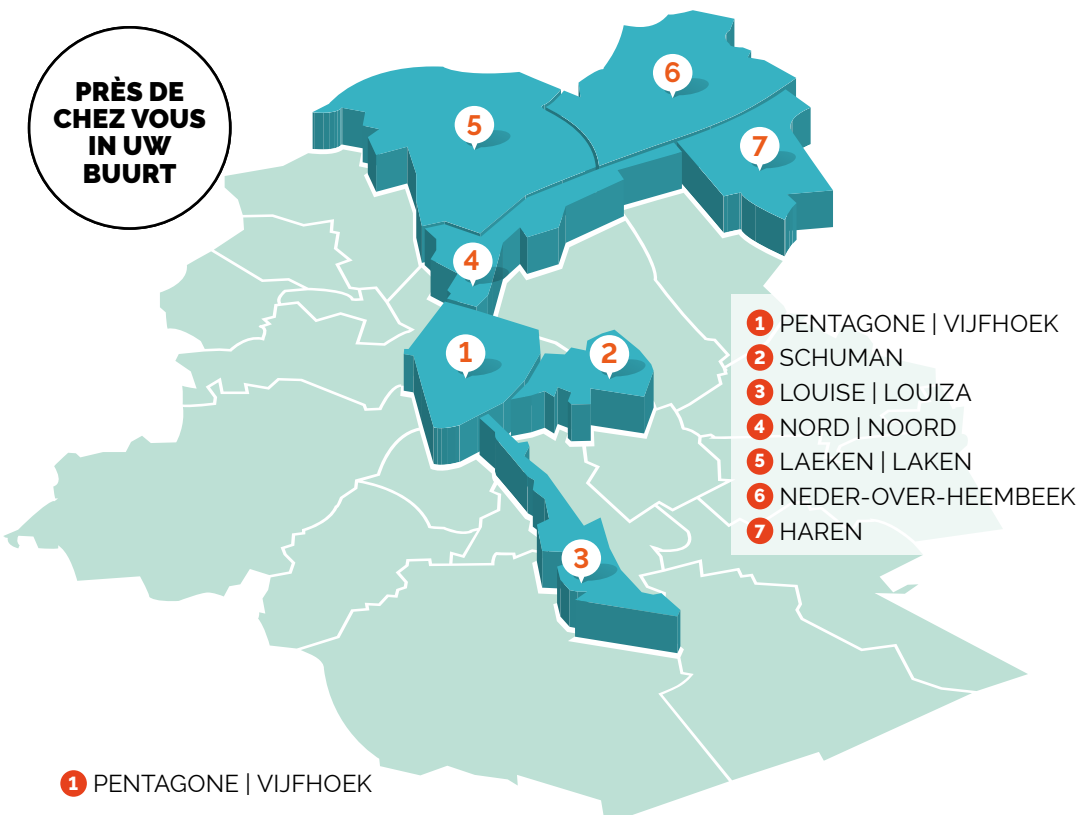 PRÈS DE
CHEZ VOUS
IN UW
BUURT
6
5
7
4
1
2
3
1 PENTAGONE | VIJFHOEK
2 SCHUMAN
3 LOUISE | LOUIZA
4 NORD | NOORD
5 LAEKEN | LAKEN
6 NEDER-OVER-HEEMBEEK
7 HAREN
1 PENTAGONE | VIJFHOEK